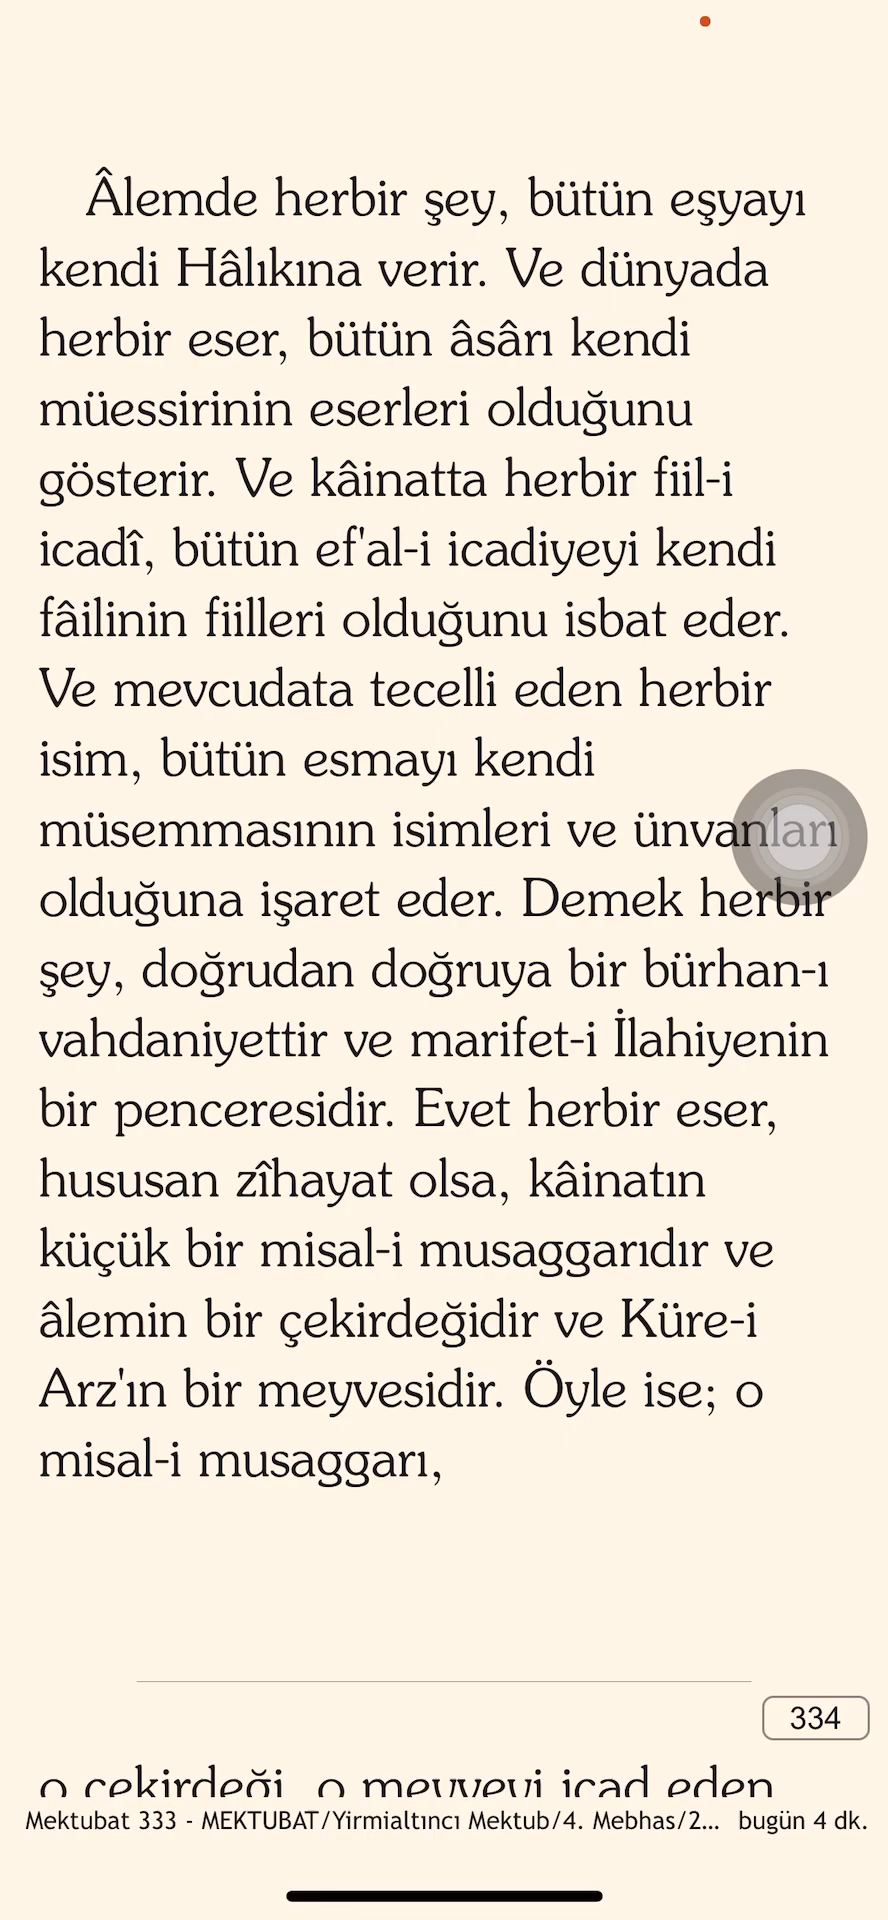 Âlemde herbir şey, bütün eşyayı
kendi Hâlıkına verir. Ve dünyada
herbir eser, bütün âsârı kendi
müessirinin eserleri olduğunu
gösterir. Ve kâinatta herbir fiil-i
icadî, bütün ef'al-i icadiyeyi kendi
fâilinin fiilleri olduğunu isbat eder.
Ve mevcudata tecelli eden herbir
isim, bütün esmayı kendi
müsemmasının isimleri ve ünvanları
olduğuna işaret eder. Demek herbir
şey, doğrudan doğruya bir bürhan-ı
vahdaniyettir ve marifet-i İlahiyenin
bir penceresidir. Evet herbir eser,
hususan zîhayat olsa, kâinatın
küçük bir misal-i musaggarıdır ve
âlemin bir çekirdeğidir ve Küre-i
Arz'ın bir meyvesidir. Öyle ise; o
misal-i musaggarı,
334
o çekirdeği, o meyveyi icad eden
Mektubat 333 - MEKTUBAT/Yirmialtıncı Mektub/4. Mebhas/2... bugün 4 dk.